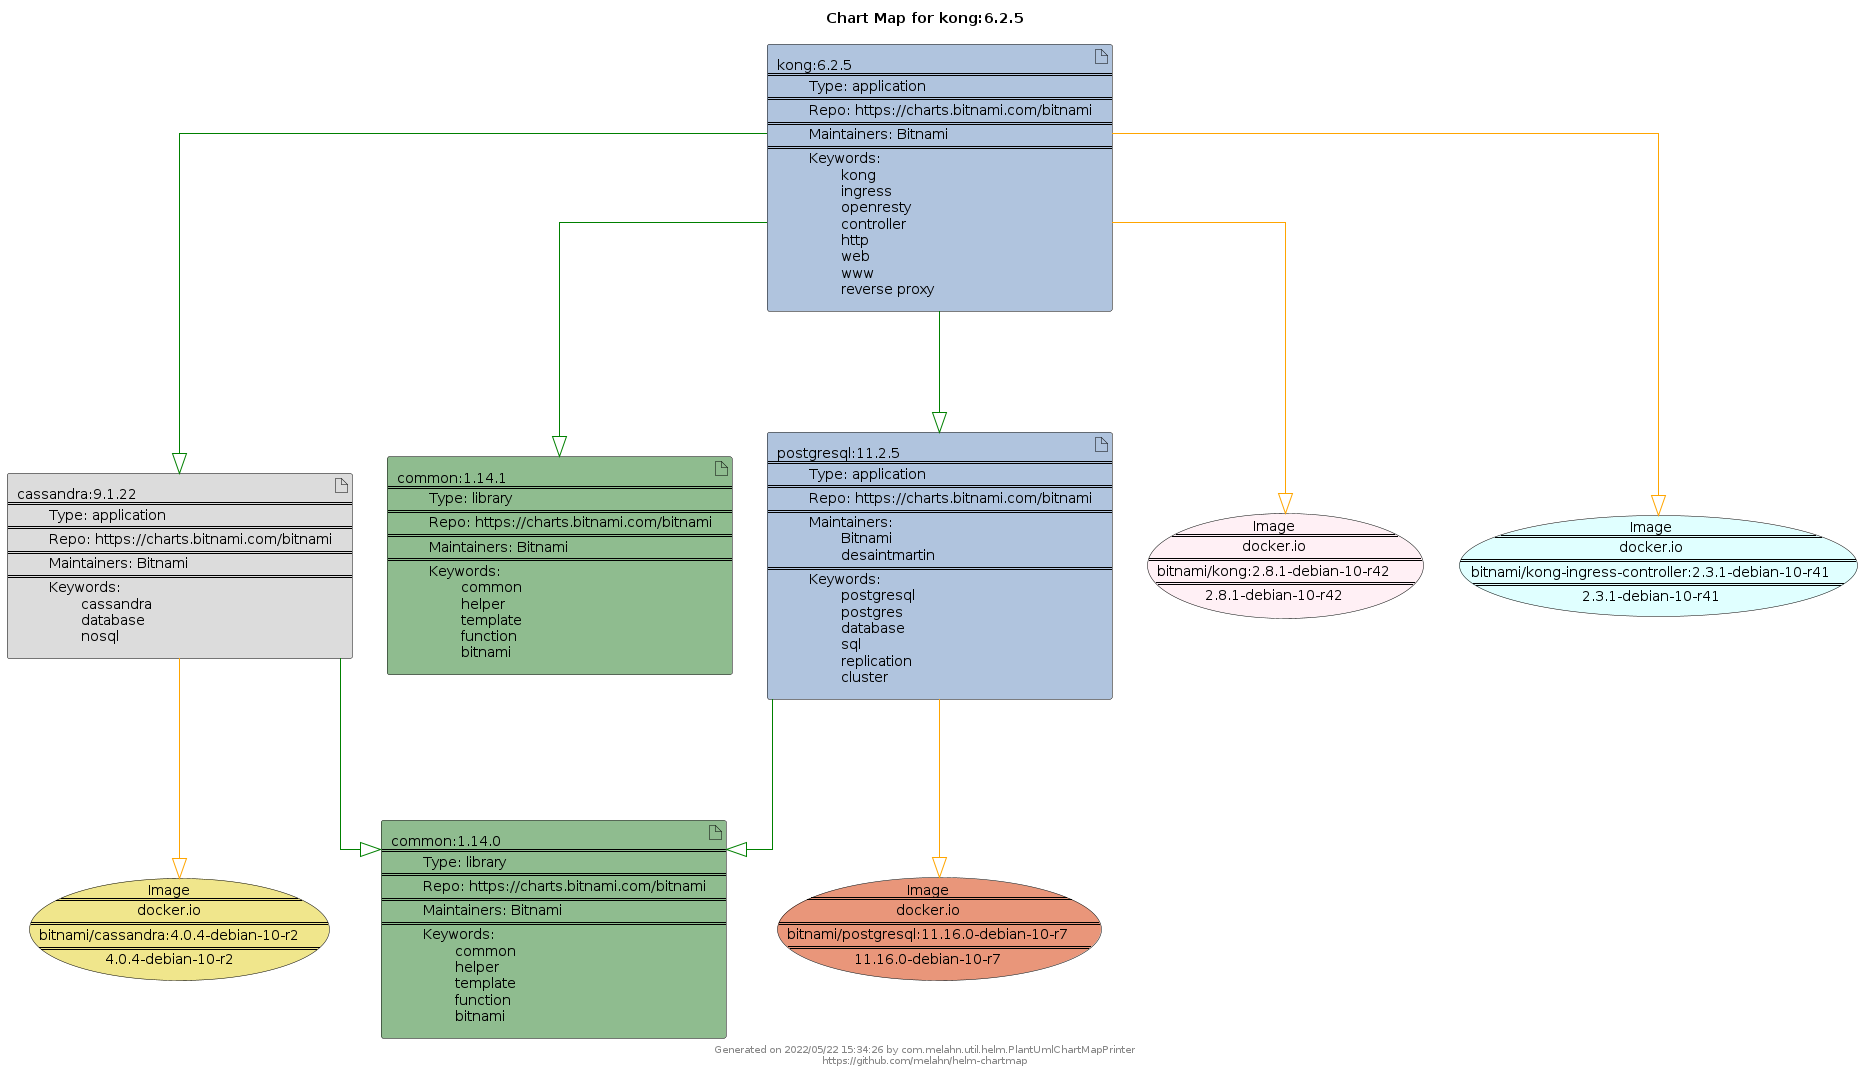 Chart Map for kong:6.2.5
kong:6.2.5
Type: application
Repo: https://charts.bitnami.com/bitnami
Maintainers: Bitnami
Keywords:
kong
ingress
openresty
controller
http
web
www
reverse proxy
cassandra:9.1.22
Type: application
Repo: https://charts.bitnami.com/bitnami
Maintainers: Bitnami
Keywords:
cassandra
database
nosql
common:1.14.1
Type: library
Repo: https://charts.bitnami.com/bitnami
Maintainers: Bitnami
Keywords:
common
helper
template
function
bitnami
postgresql:11.2.5
Type: application
Repo: https://charts.bitnami.com/bitnami
Maintainers:
Bitnami
desaintmartin
Keywords:
postgresql
postgres
database
sql
replication
cluster
Image
docker.io
bitnami/kong:2.8.1-debian-10-r42
2.8.1-debian-10-r42
Image
docker.io
bitnami/kong-ingress-controller:2.3.1-debian-10-r41
2.3.1-debian-10-r41
Image
docker.io
bitnami/cassandra:4.0.4-debian-10-r2
4.0.4-debian-10-r2
common:1.14.0
Type: library
Repo: https://charts.bitnami.com/bitnami
Maintainers: Bitnami
Keywords:
common
helper
template
function
bitnami
Image
docker.io
bitnami/postgresql:11.16.0-debian-10-r7
11.16.0-debian-10-r7
Generated on 2022/05/22 15:34:26 by com.melahn.util.helm.PlantUmlChartMapPrinter
https://github.com/melahn/helm-chartmap